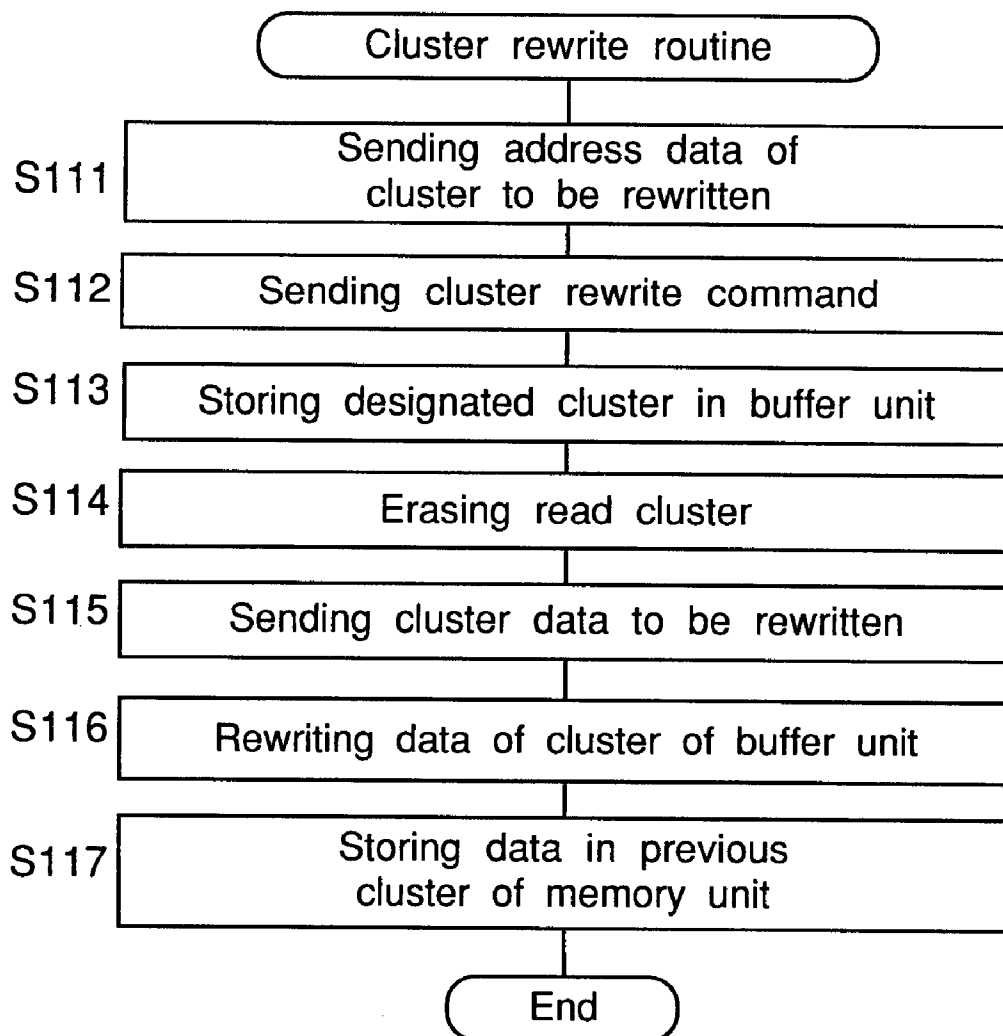 Cluster rewrite routine
S111
Sending address data of
cluster to be rewritten
S112
Sending cluster rewrite command
S113
Storing designated cluster in buffer unit
S114
Erasing read cluster
S115
Sending cluster data to be rewritten
S116
Rewriting data of cluster of buffer unit
S117
Storing data in previous
cluster of memory unit
End